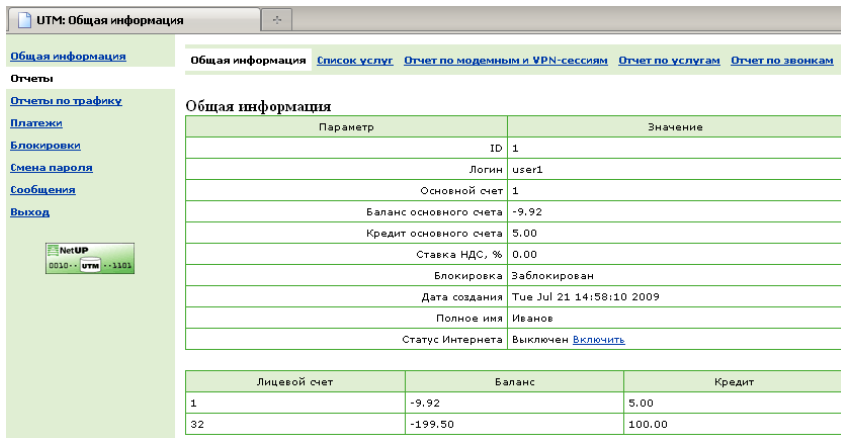 UTM: Общая информация
Общая информация
Отчеты
Отчеты по трафику
Платежи
Блокировки
Смена пароля
Сообщения
Выход
NetUP
0010·· UTM ··1101
Общая информация Список услуг Отчет по модемным и VPN-сессиям Отчет по услугам Отчет по звонкам
Общая информация
Параметр Значение
ID 1
Логин user1
Основной счет 1
Баланс основного счета -9.92
Кредит основного счета 5.00
Ставка НДС, % 0.00
Блокировка Заблокирован
Дата создания Tue Jul 21 14:58:10 2009
Полное имя Иванов
Статус Интернета Выключен Включить
Лицевой счет Баланс Кредит
1 -9.92 5.00
32 -199.50 100.00